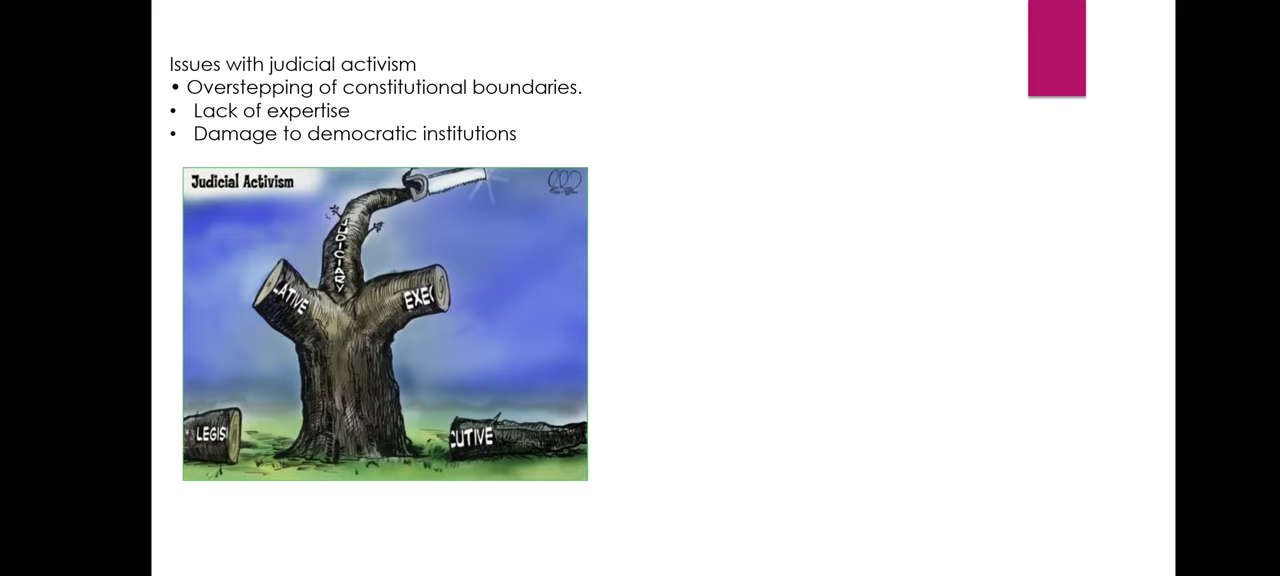 Issues with judicial activism
• Overstepping of constitutional boundaries.
• Lack of expertise
• Damage to democratic institutions
Judicial Activism
JUDICIARY
LATIVE
EXEC
LEGISI
CUTIVE